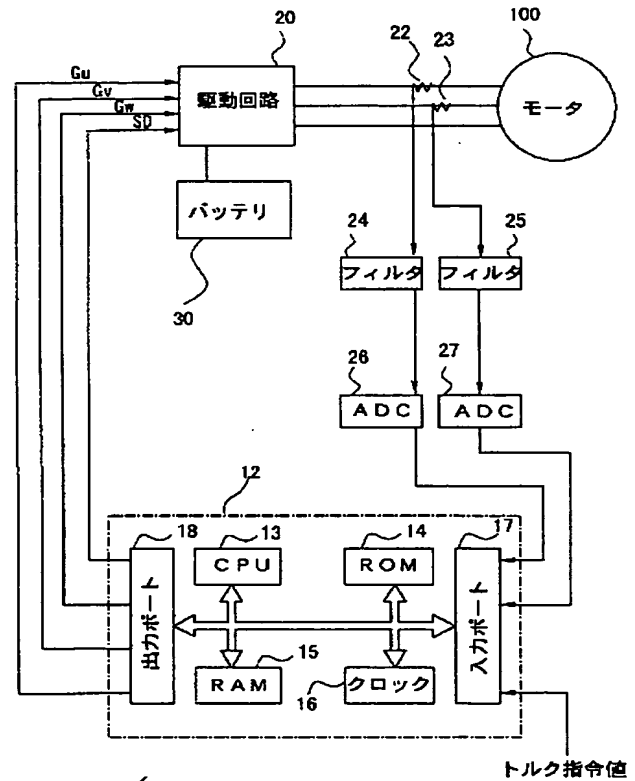 20
22
23
100
Gu
Gv
Gw
SD
駆動回路
モータ
バッテリ
30
24
25
フィルタ
フィルタ
26
27
ADC
ADC
12
18
13
14
17
出力ポート
CPU
ROM
入力ポート
15
RAM
16
クロック
トルク指令値